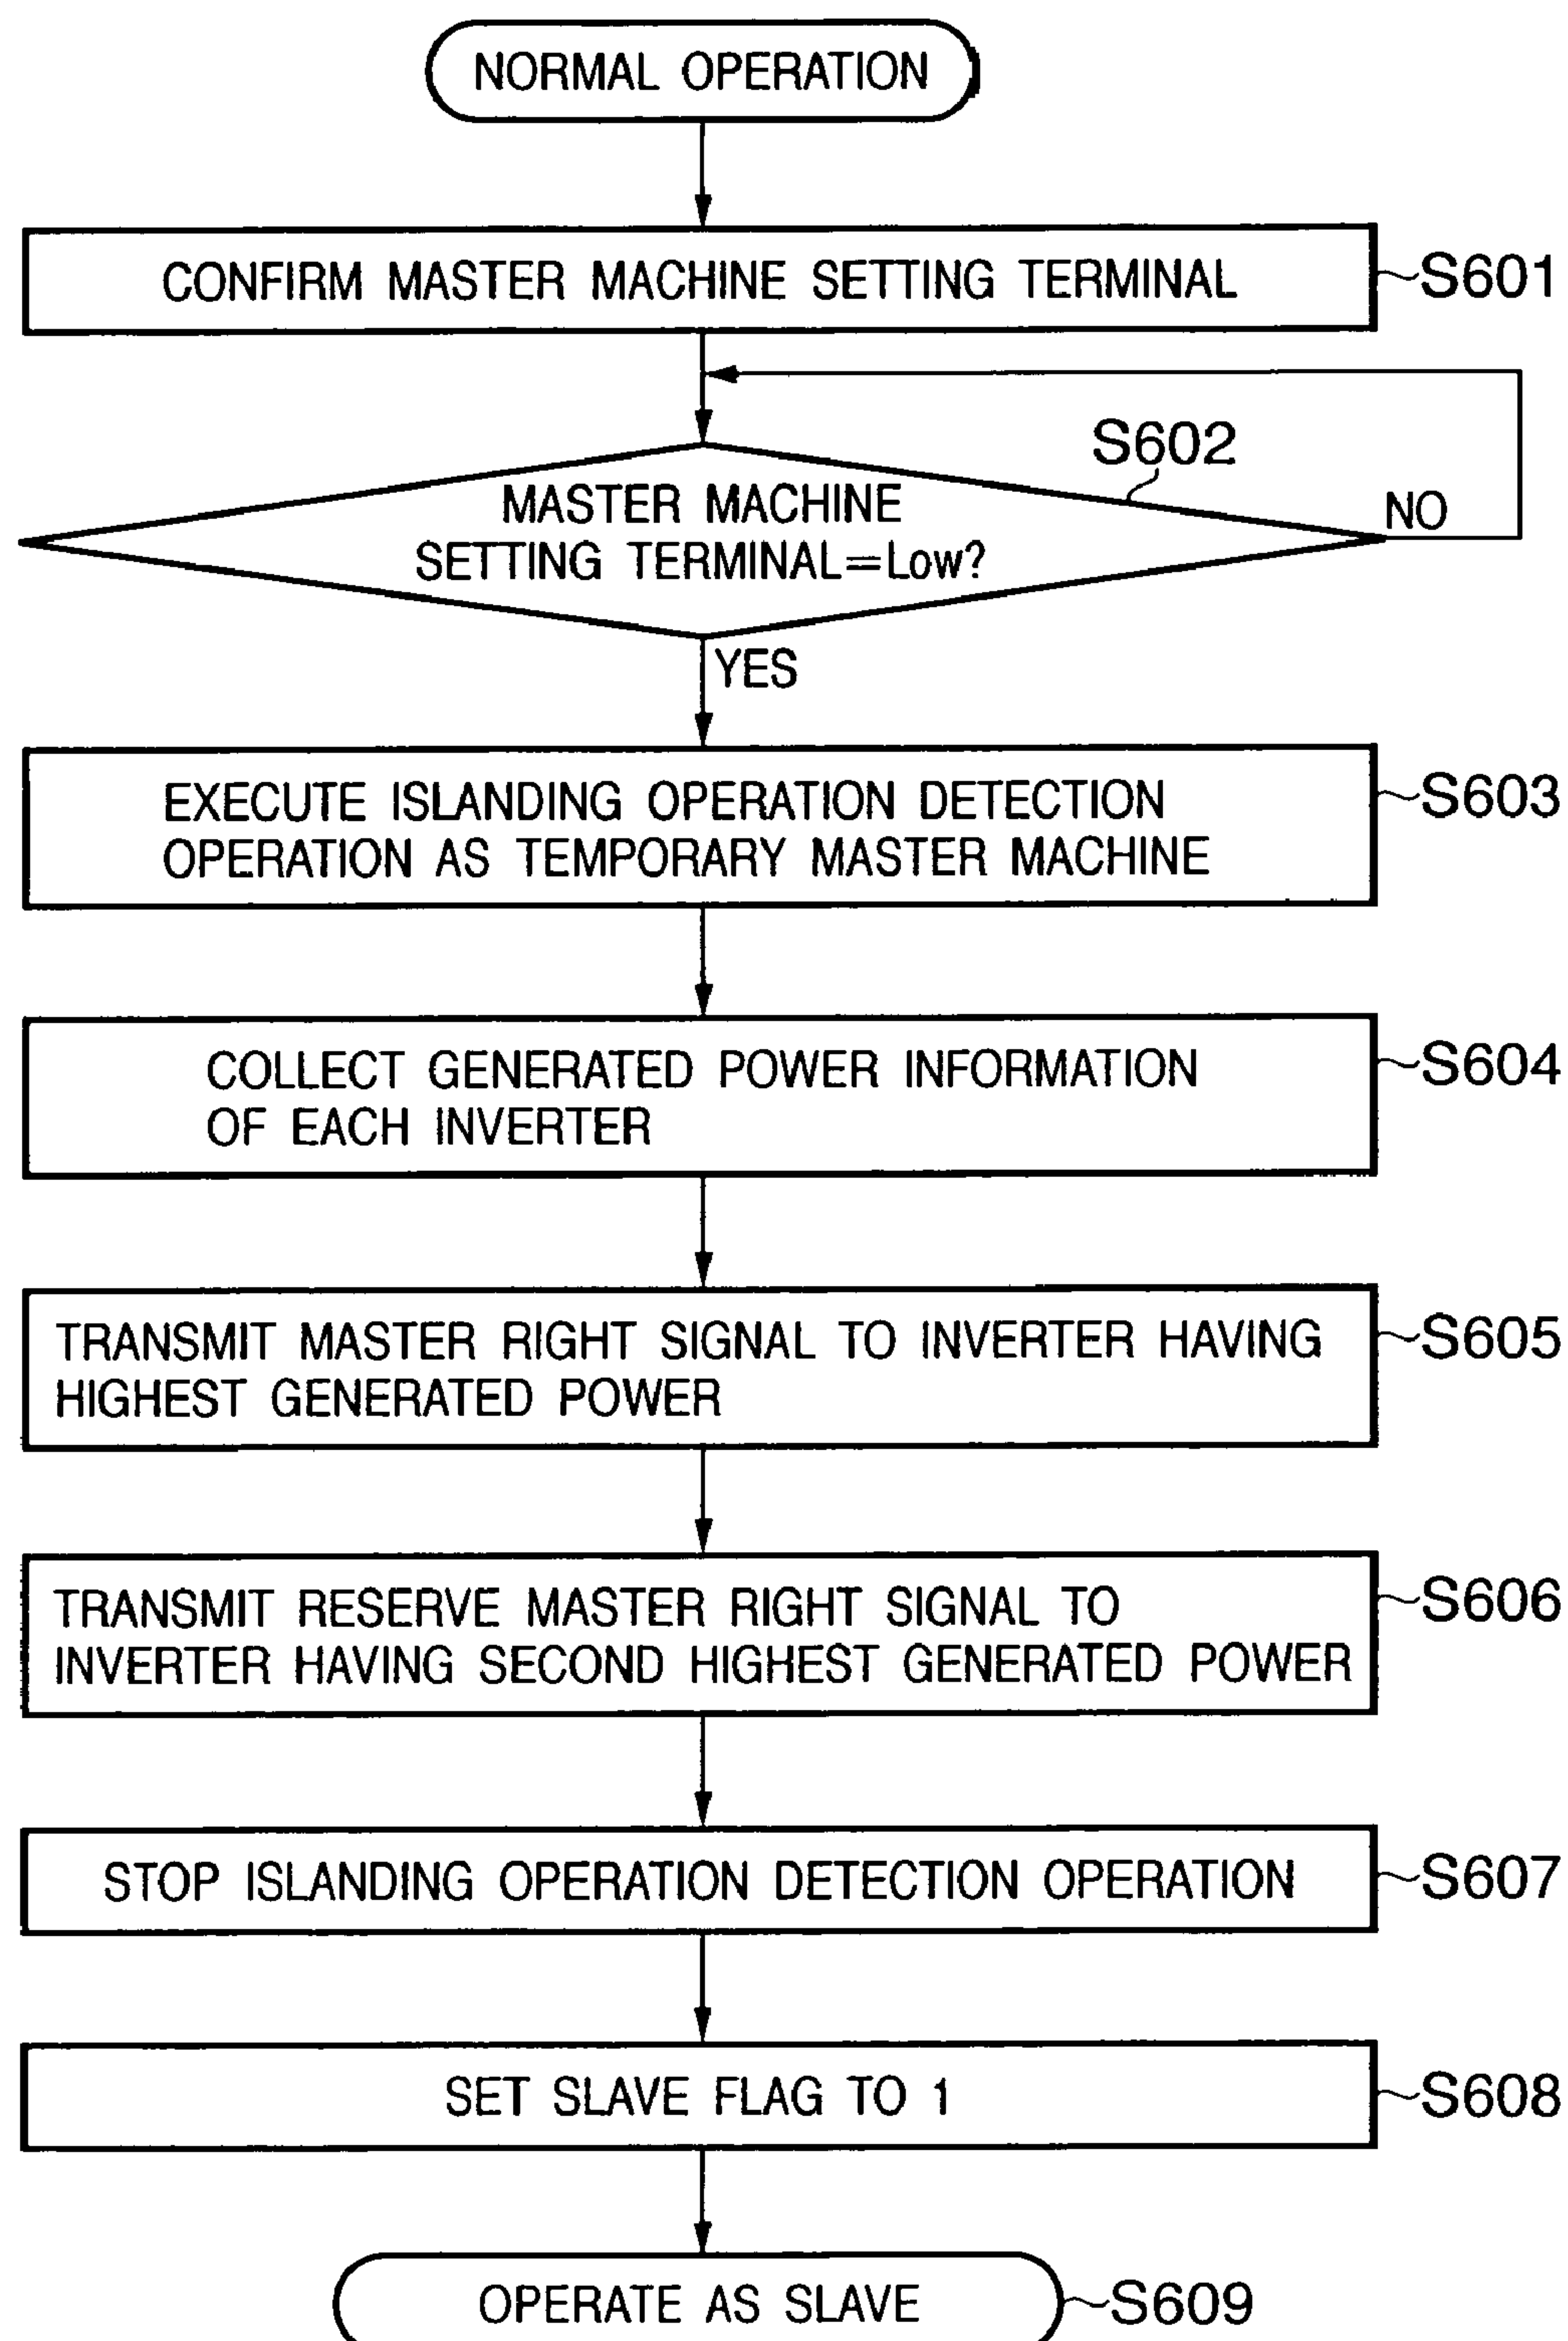 NORMAL OPERATION
CONFIRM MASTER MACHINE SETTING TERMINAL
S601
S602
MASTER MACHINE
SETTING TERMINAL=Low?
NO
YES
EXECUTE ISLANDING OPERATION DETECTION
OPERATION AS TEMPORARY MASTER MACHINE
S603
COLLECT GENERATED POWER INFORMATION
OF EACH INVERTER
S604
TRANSMIT MASTER RIGHT SIGNAL TO INVERTER HAVING
HIGHEST GENERATED POWER
S605
TRANSMIT RESERVE MASTER RIGHT SIGNAL TO
INVERTER HAVING SECOND HIGHEST GENERATED POWER
S606
STOP ISLANDING OPERATION DETECTION OPERATION
S607
SET SLAVE FLAG TO 1
S608
OPERATE AS SLAVE
S609